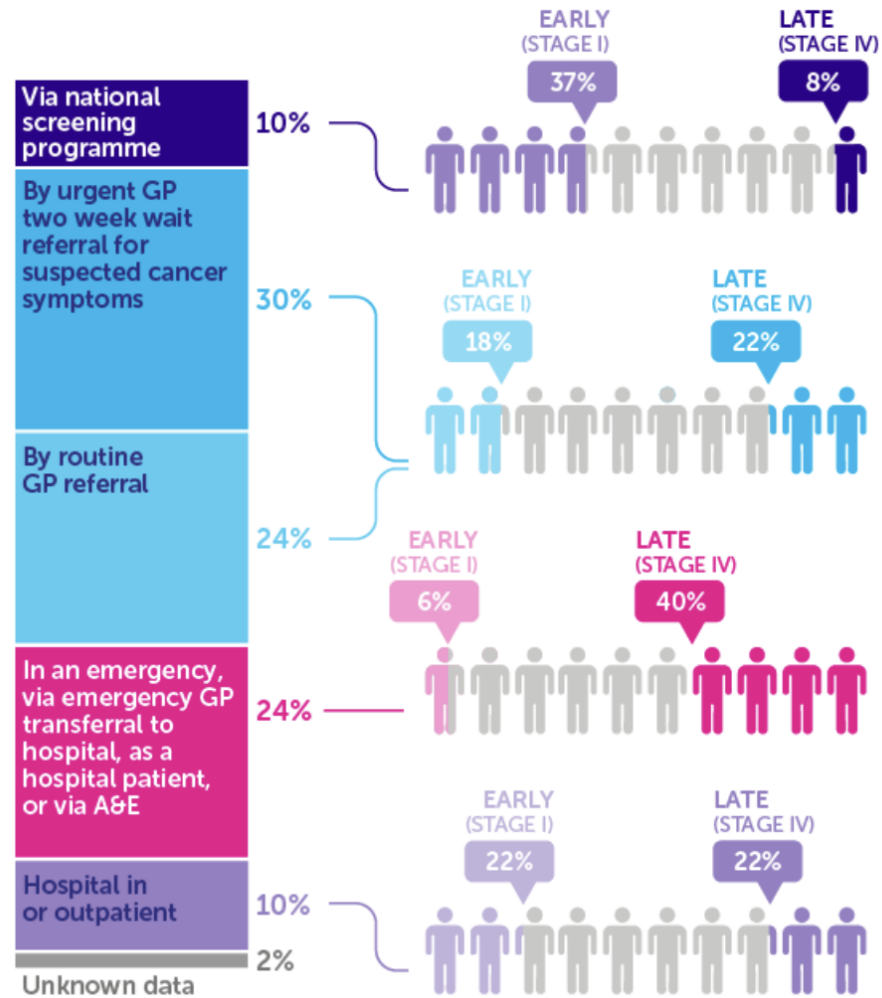 EARLY
(STAGE I)
37%
LATE
(STAGE IV)
8%
Via national
screening
programme
10%
By urgent GP
two week wait
referral for
suspected cancer
symptoms
30%
EARLY
(STAGE I)
18%
LATE
(STAGE IV)
22%
By routine
GP referral
24%
EARLY
(STAGE I)
6%
LATE
(STAGE IV)
40%
In an emergency,
via emergency GP
transferral to
hospital, as a
hospital patient,
or via A&E
24%
EARLY
(STAGE I)
22%
LATE
(STAGE IV)
22%
Hospital in
or outpatient
10%
2%
Unknown data